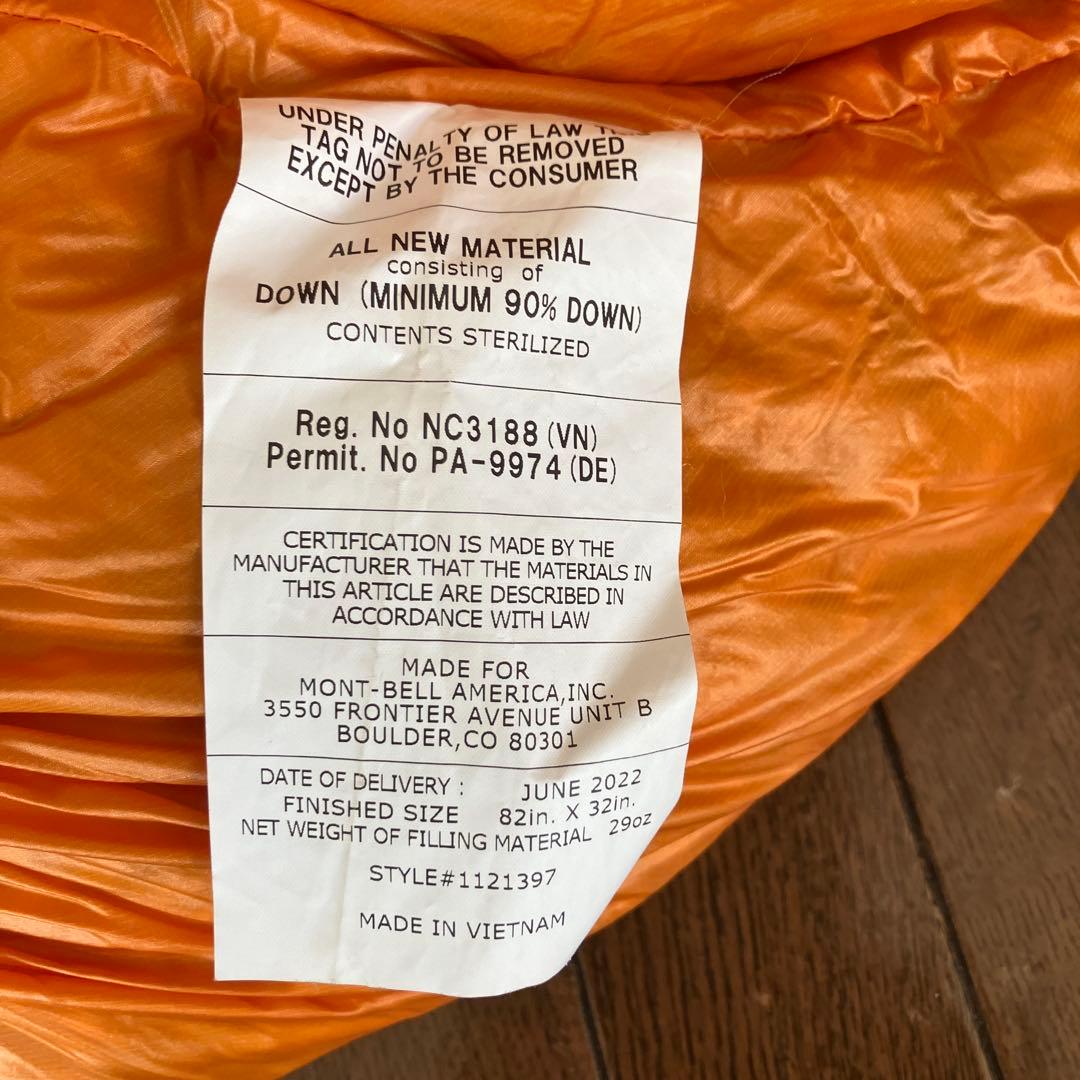 UNDER PENALTY OF LAW
TAG NOT TO BE REMOVED
EXCEPT BY THE CONSUMER
ALL NEW MATERIAL
consisting of
DOWN (MINIMUM 90% DOWN)
CONTENTS STERILIZED
Reg. No NC3188 (VN)
Permit. No PA-9974 (DE)
CERTIFICATION IS MADE BY THE
MANUFACTURER THAT THE MATERIALS IN
THIS ARTICLE ARE DESCRIBED IN
ACCORDANCE WITH LAW
MADE FOR
MONT-BELL AMERICA,INC.
3550 FRONTIER AVENUE UNIT B
BOULDER,CO 80301
DATE OF DELIVERY : JUNE 2022
FINISHED SIZE 82in. X 32in.
NET WEIGHT OF FILLING MATERIAL 29oz
STYLE#1121397
MADE IN VIETNAM